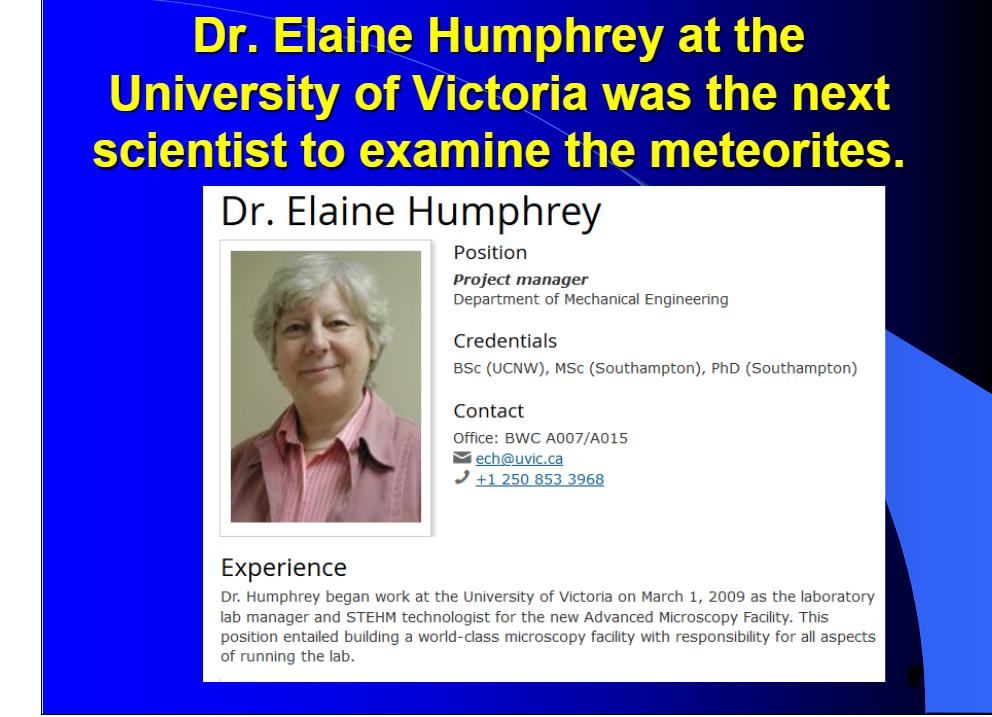 Dr. Elaine Humphrey at the
University of Victoria was the next
scientist to examine the meteorites.
Dr. Elaine Humphrey
Position
Project manager
Department of Mechanical Engineering
Credentials
BSc (UCNW), MSc (Southampton), PhD (Southampton)
Contact
Office: BWC A007/A015
ech@uvic.ca
+1 250 853 3968
Experience
Dr. Humphrey began work at the University of Victoria on March 1, 2009 as the laboratory
lab manager and STEHM technologist for the new Advanced Microscopy Facility. This
position entailed building a world-class microscopy facility with responsibility for all aspects
of running the lab.